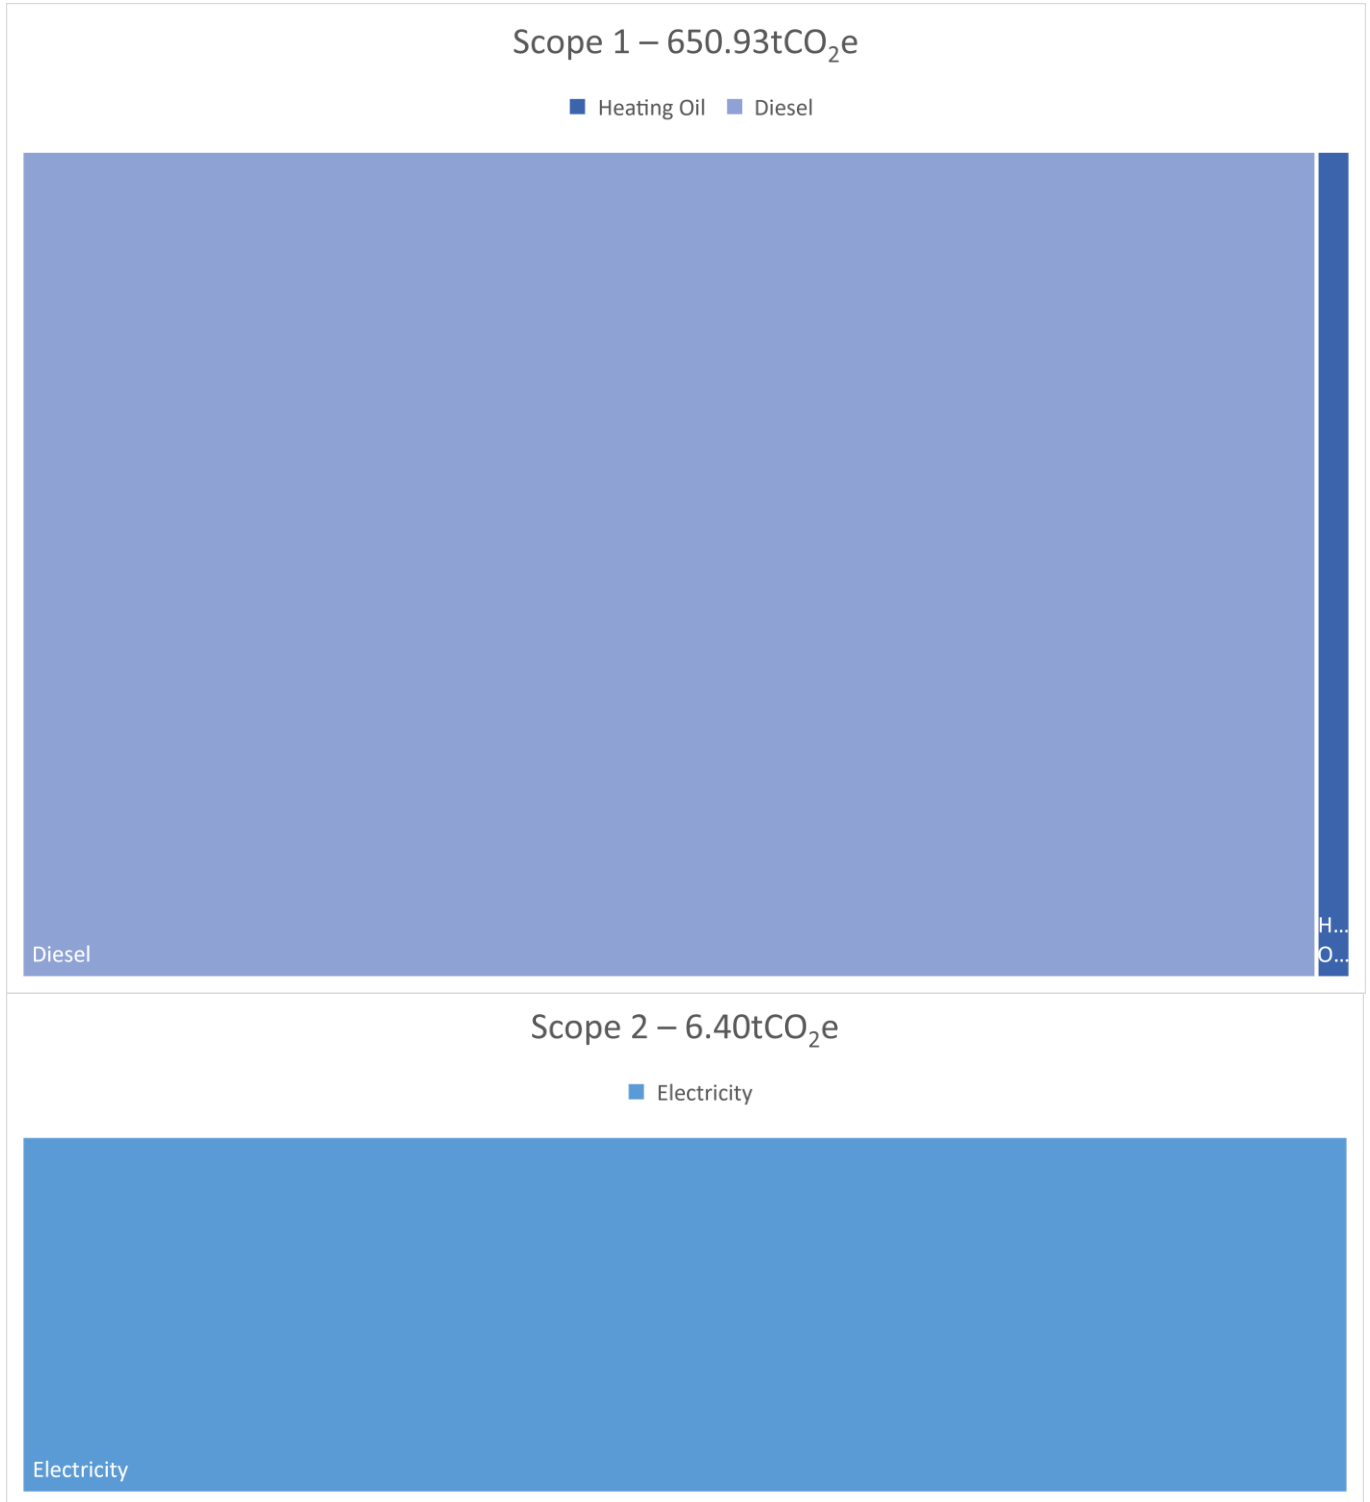 Scope 1 – 650.93tCO₂e
Heating Oil Diesel
Diesel
H...
O...
Scope 2 – 6.40tCO₂e
Electricity
Electricity